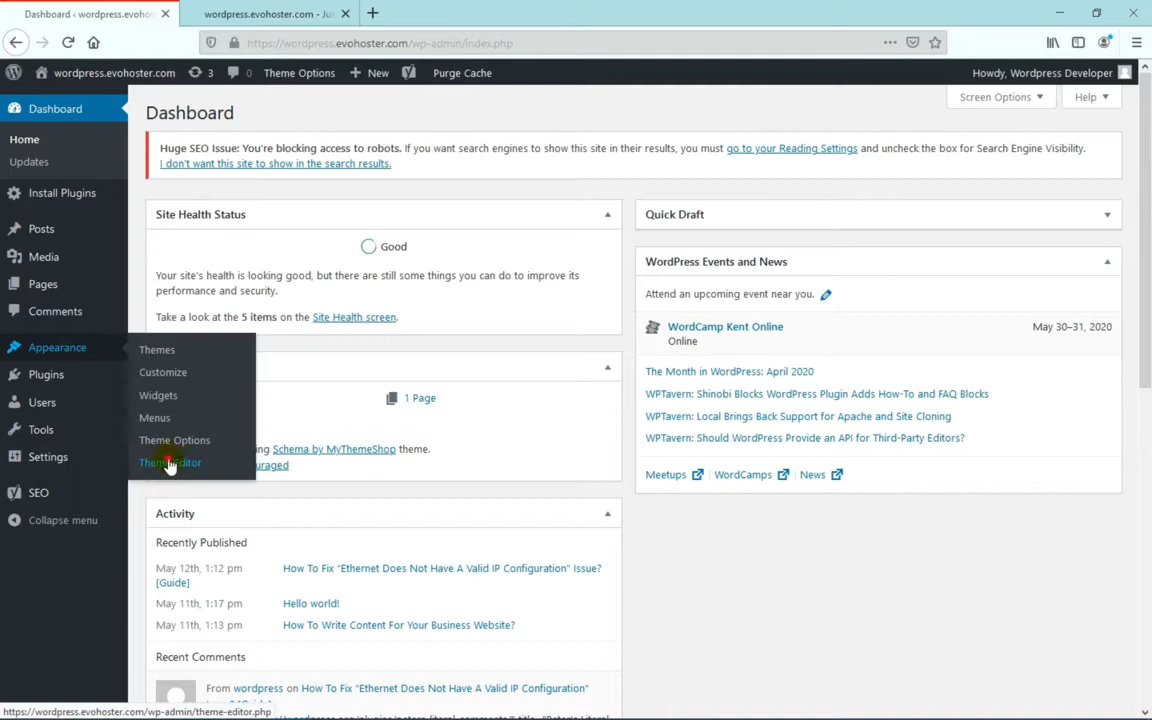 Dashboard ‹ wordpress.evohos
wordpress.evohoster.com - Jus
https://wordpress.evohoster.com/wp-admin/index.php
wordpress.evohoster.com 3 0 Theme Options New Purge Cache Howdy, Wordpress Developer
Screen Options Help
Dashboard
Home
Updates
Install Plugins
Posts
Media
Pages
Comments
Appearance
Plugins
Users
Tools
Settings
SEO
Collapse menu
Themes
Customize
Widgets
Menus
Theme Options
Dashboard
Huge SEO Issue: You're blocking access to robots. If you want search engines to show this site in their results, you must go to your Reading Settings and uncheck the box for Search Engine Visibility.
I don't want this site to show in the search results.
Site Health Status
Good
Your site's health is looking good, but there are still some things you can do to improve its
performance and security.
Take a look at the 5 items on the Site Health screen.
1 Page
ing Schema by MyThemeShop theme.
uraged
Activity
Recently Published
May 12th, 1:12 pm How To Fix "Ethernet Does Not Have A Valid IP Configuration" Issue?
[Guide]
May 11th, 1:17 pm Hello world!
May 11th, 1:13 pm How To Write Content For Your Business Website?
Recent Comments
From wordpress on How To Fix "Ethernet Does Not Have A Valid IP Configuration"
Quick Draft
WordPress Events and News
Attend an upcoming event near you.
WordCamp Kent Online May 30–31, 2020
Online
The Month in WordPress: April 2020
WPTavern: Shinobi Blocks WordPress Plugin Adds How-To and FAQ Blocks
WPTavern: Local Brings Back Support for Apache and Site Cloning
WPTavern: Should WordPress Provide an API for Third-Party Editors?
Meetups WordCamps News
https://wordpress.evohoster.com/wp-admin/theme-editor.php